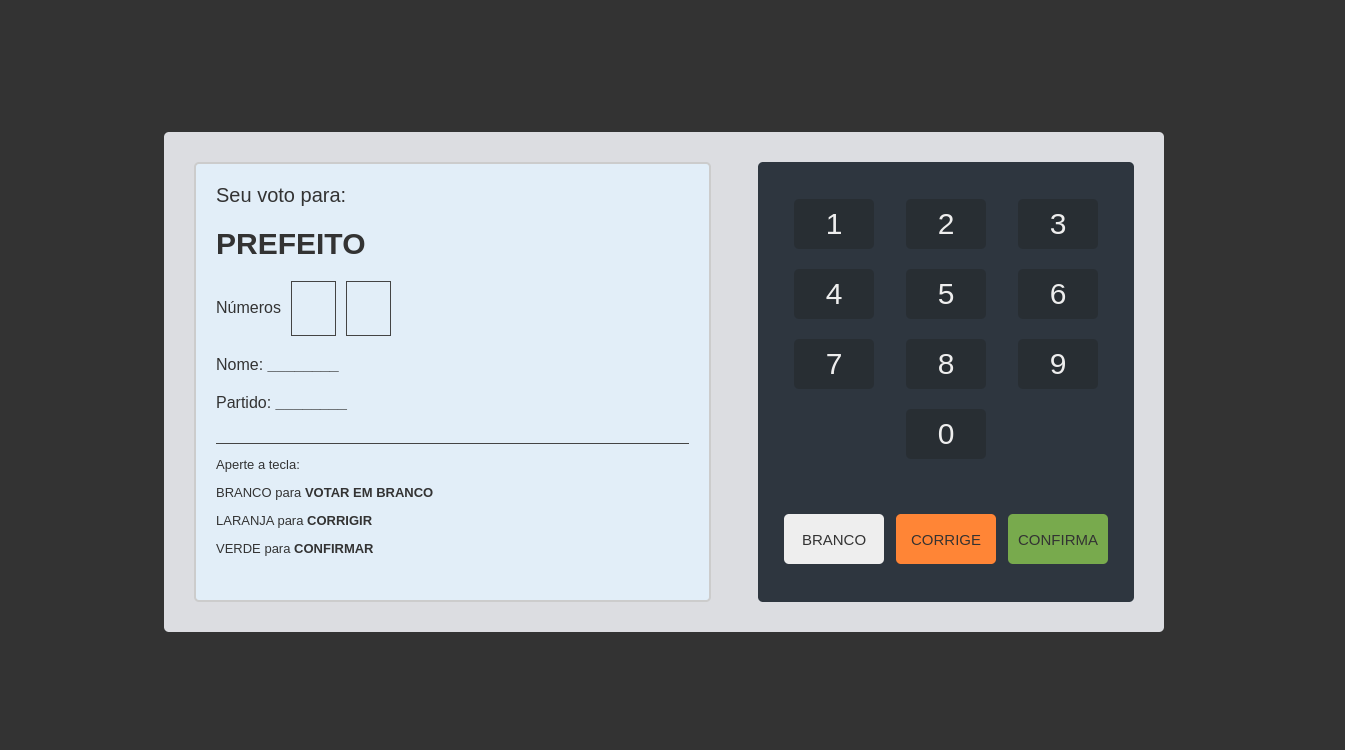 Seu voto para:
PREFEITO
Números
Nome: ________
Partido: ________
Aperte a tecla:
BRANCO para VOTAR EM BRANCO
LARANJA para CORRIGIR
VERDE para CONFIRMAR
1 2 3
4 5 6
7 8 9
0
BRANCO CORRIGE CONFIRMA